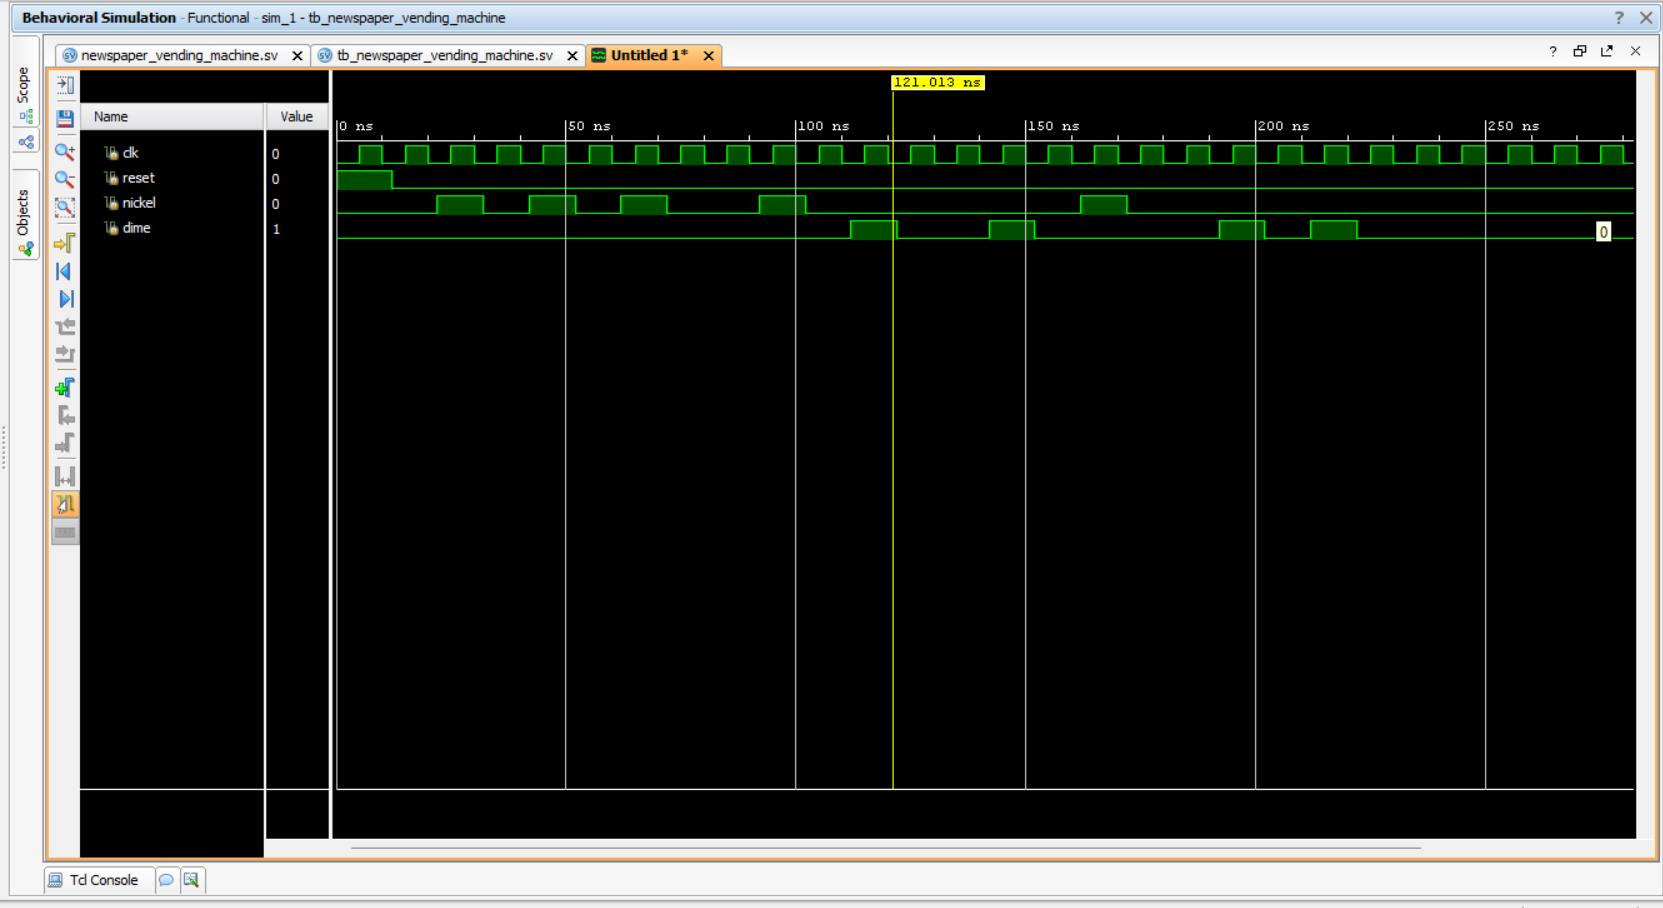 Behavioral Simulation - Functional - sim_1 - tb_newspaper_vending_machine
newspaper_vending_machine.sv
tb_newspaper_vending_machine.sv
Untitled 1*
Scope
Objects
Name Value
clk 0
reset 0
nickel 0
dime 1
121.013 ns
0 ns 50 ns 100 ns 150 ns 200 ns 250 ns
0
Tcl Console